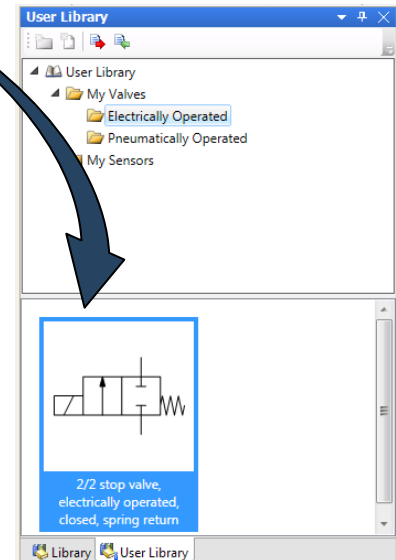 User Library
User Library
My Valves
Electrically Operated
Pneumatically Operated
My Sensors
2/2 stop valve,
electrically operated,
closed, spring return
Library User Library